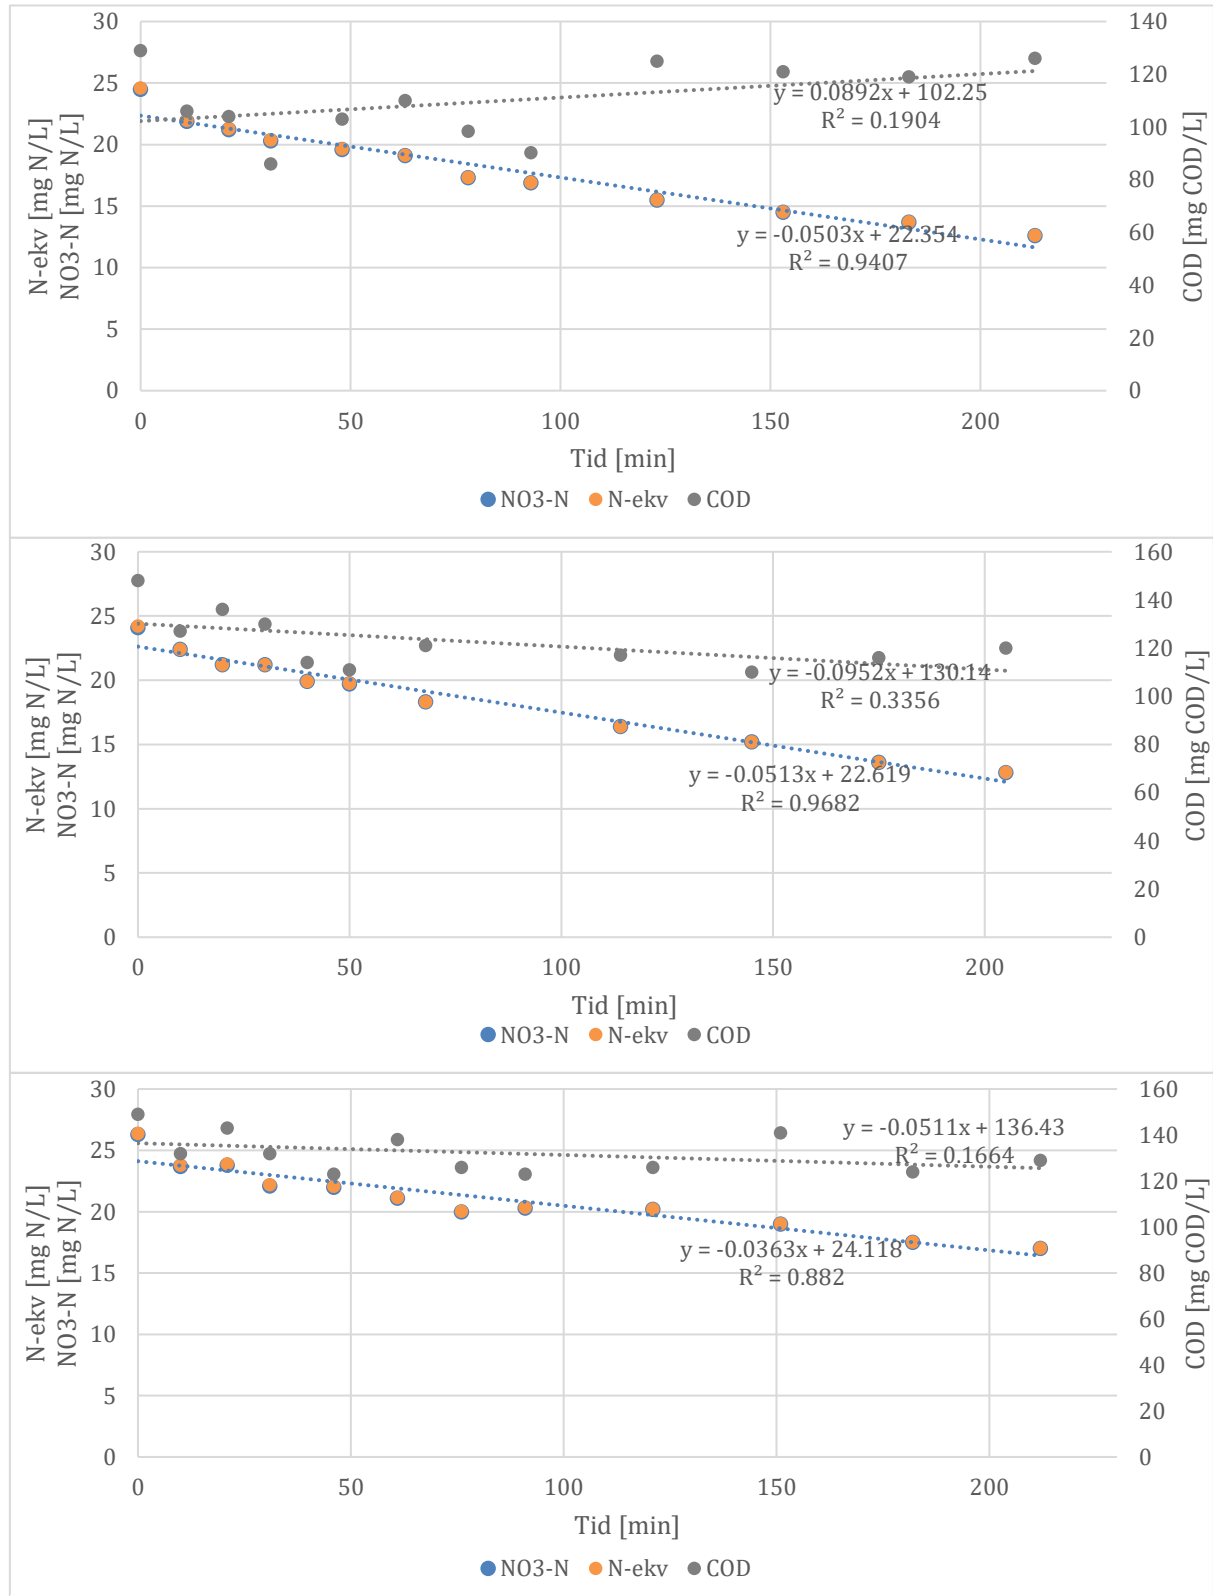 30
25
20
15
10
5
0
140
120
100
80
60
40
20
0
N-ekv [mg N/L]
NO3-N [mg N/L]
COD [mg COD/L]
y = 0.0892x + 102.25
R² = 0.1904
y = -0.0503x + 22.354
R² = 0.9407
0 50 100 150 200
Tid [min]
NO3-N N-ekv COD
30
25
20
15
10
5
0
160
140
120
100
80
60
40
20
0
N-ekv [mg N/L]
NO3-N [mg N/L]
COD [mg COD/L]
y = -0.0952x + 130.14
R² = 0.3356
y = -0.0513x + 22.619
R² = 0.9682
0 50 100 150 200
Tid [min]
NO3-N N-ekv COD
30
25
20
15
10
5
0
160
140
120
100
80
60
40
20
0
N-ekv [mg N/L]
NO3-N [mg N/L]
COD [mg COD/L]
y = -0.0511x + 136.43
R² = 0.1664
y = -0.0363x + 24.118
R² = 0.882
0 50 100 150 200
Tid [min]
NO3-N N-ekv COD